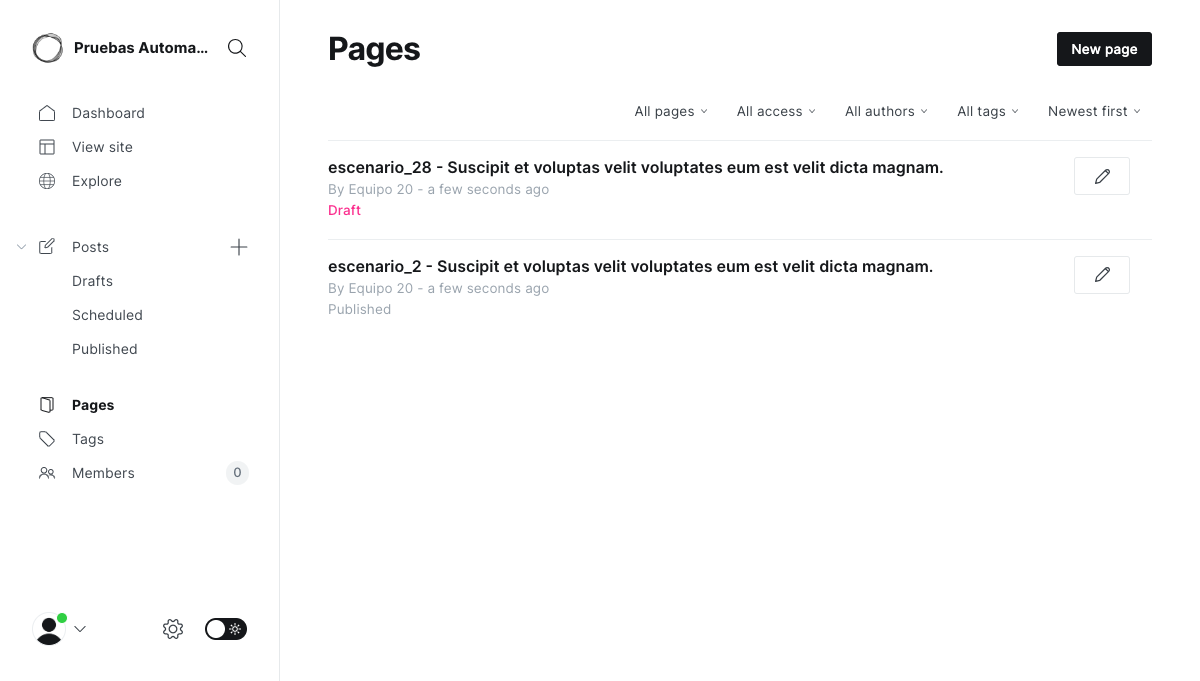 Pruebas Automa...
Dashboard
View site
Explore
Posts
Drafts
Scheduled
Published
Pages
Tags
Members
0
Pages
New page
All pages
All access
All authors
All tags
Newest first
escenario_28 - Suscipit et voluptas velit voluptates eum est velit dicta magnam.
By Equipo 20 - a few seconds ago
Draft
escenario_2 - Suscipit et voluptas velit voluptates eum est velit dicta magnam.
By Equipo 20 - a few seconds ago
Published